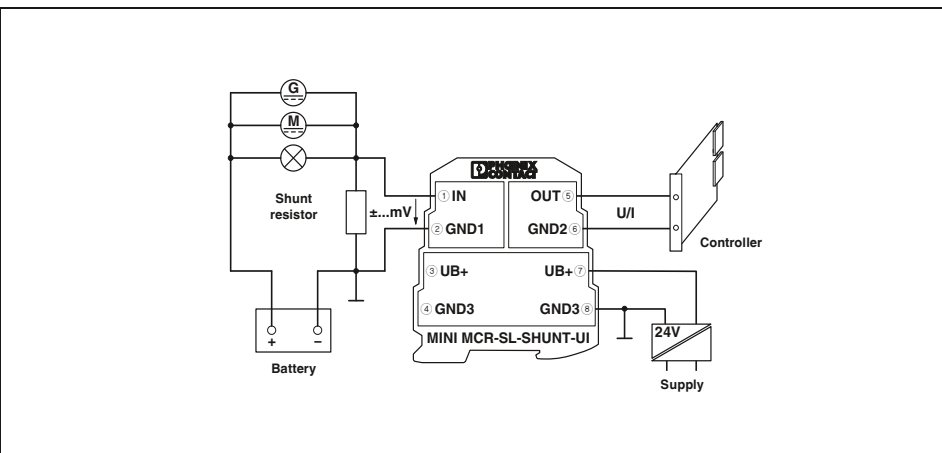 G
M
PHŒNIX
CONTACT
Shunt
resistor
±...mV
1 IN
OUT 5
2 GND1
GND2 6
U/I
Controller
3 UB+
UB+ 7
4 GND3
GND3 8
MINI MCR-SL-SHUNT-UI
24V
+ −
Battery
Supply